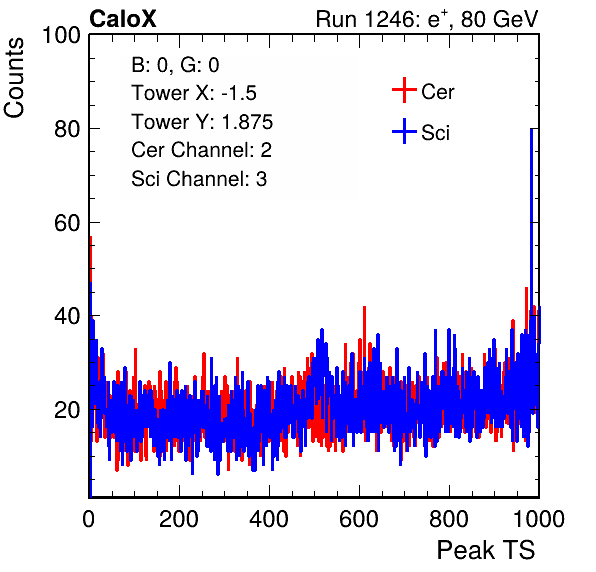 CaloX Run 1246: e⁺, 80 GeV
Counts
100
80
60
40
20
B: 0, G: 0
Tower X: -1.5
Tower Y: 1.875
Cer Channel: 2
Sci Channel: 3
Cer
Sci
0 200 400 600 800 1000
Peak TS